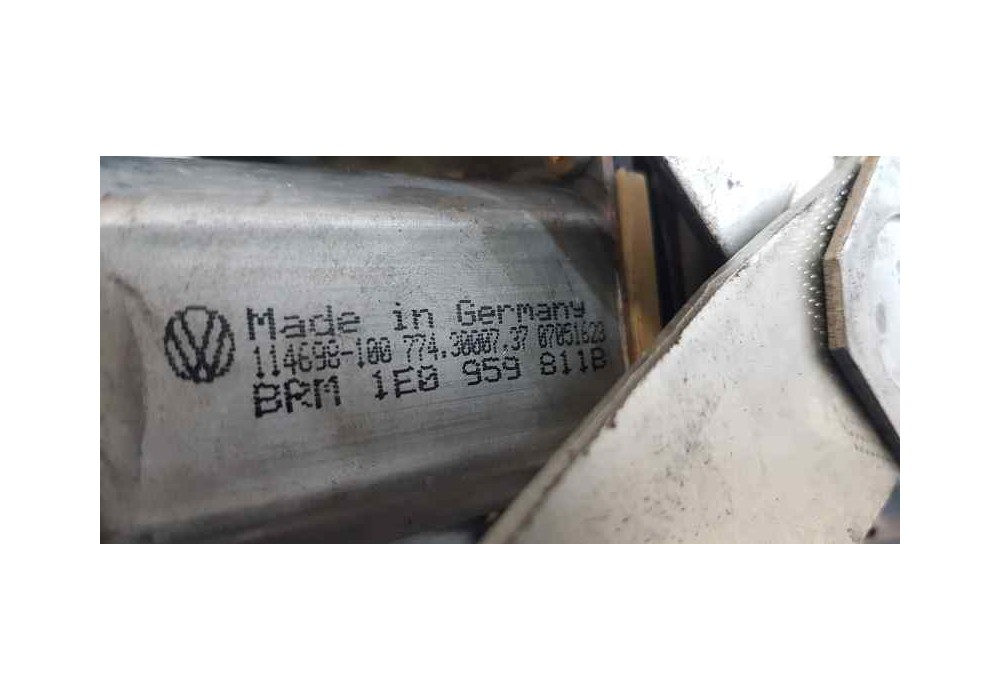 Made in Germany
114698-100 774.30007.37 07051623
BRM 1E0 959 811B